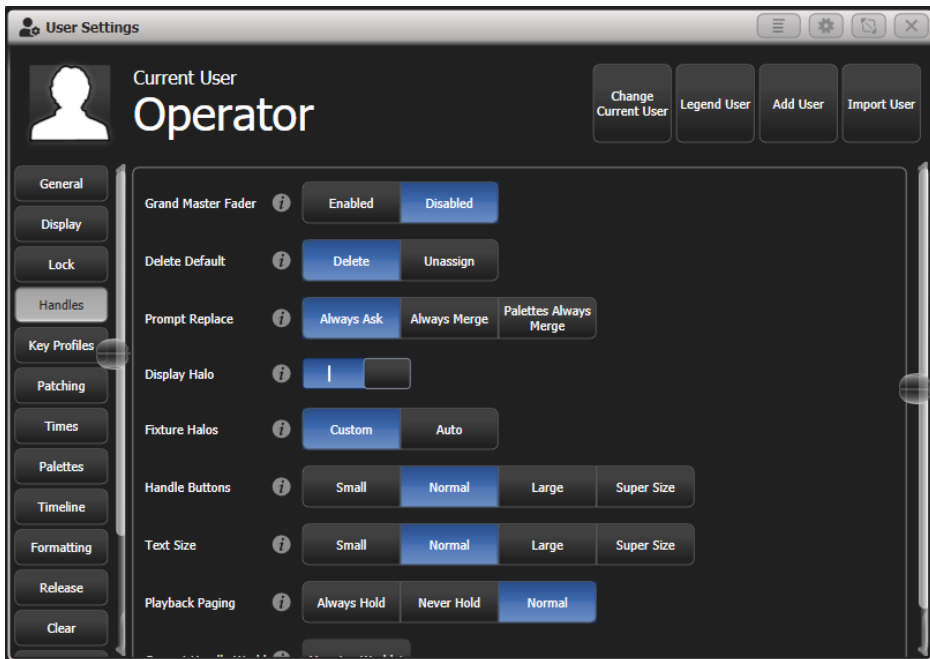 User Settings
Current User
Operator
Change
Current User
Legend User
Add User
Import User
General
Display
Lock
Handles
Key Profiles
Patching
Times
Palettes
Timeline
Formatting
Release
Clear
Grand Master Fader
Enabled
Disabled
Delete Default
Delete
Unassign
Prompt Replace
Always Ask
Always Merge
Palettes Always
Merge
Display Halo
Fixture Halos
Custom
Auto
Handle Buttons
Small
Normal
Large
Super Size
Text Size
Small
Normal
Large
Super Size
Playback Paging
Always Hold
Never Hold
Normal